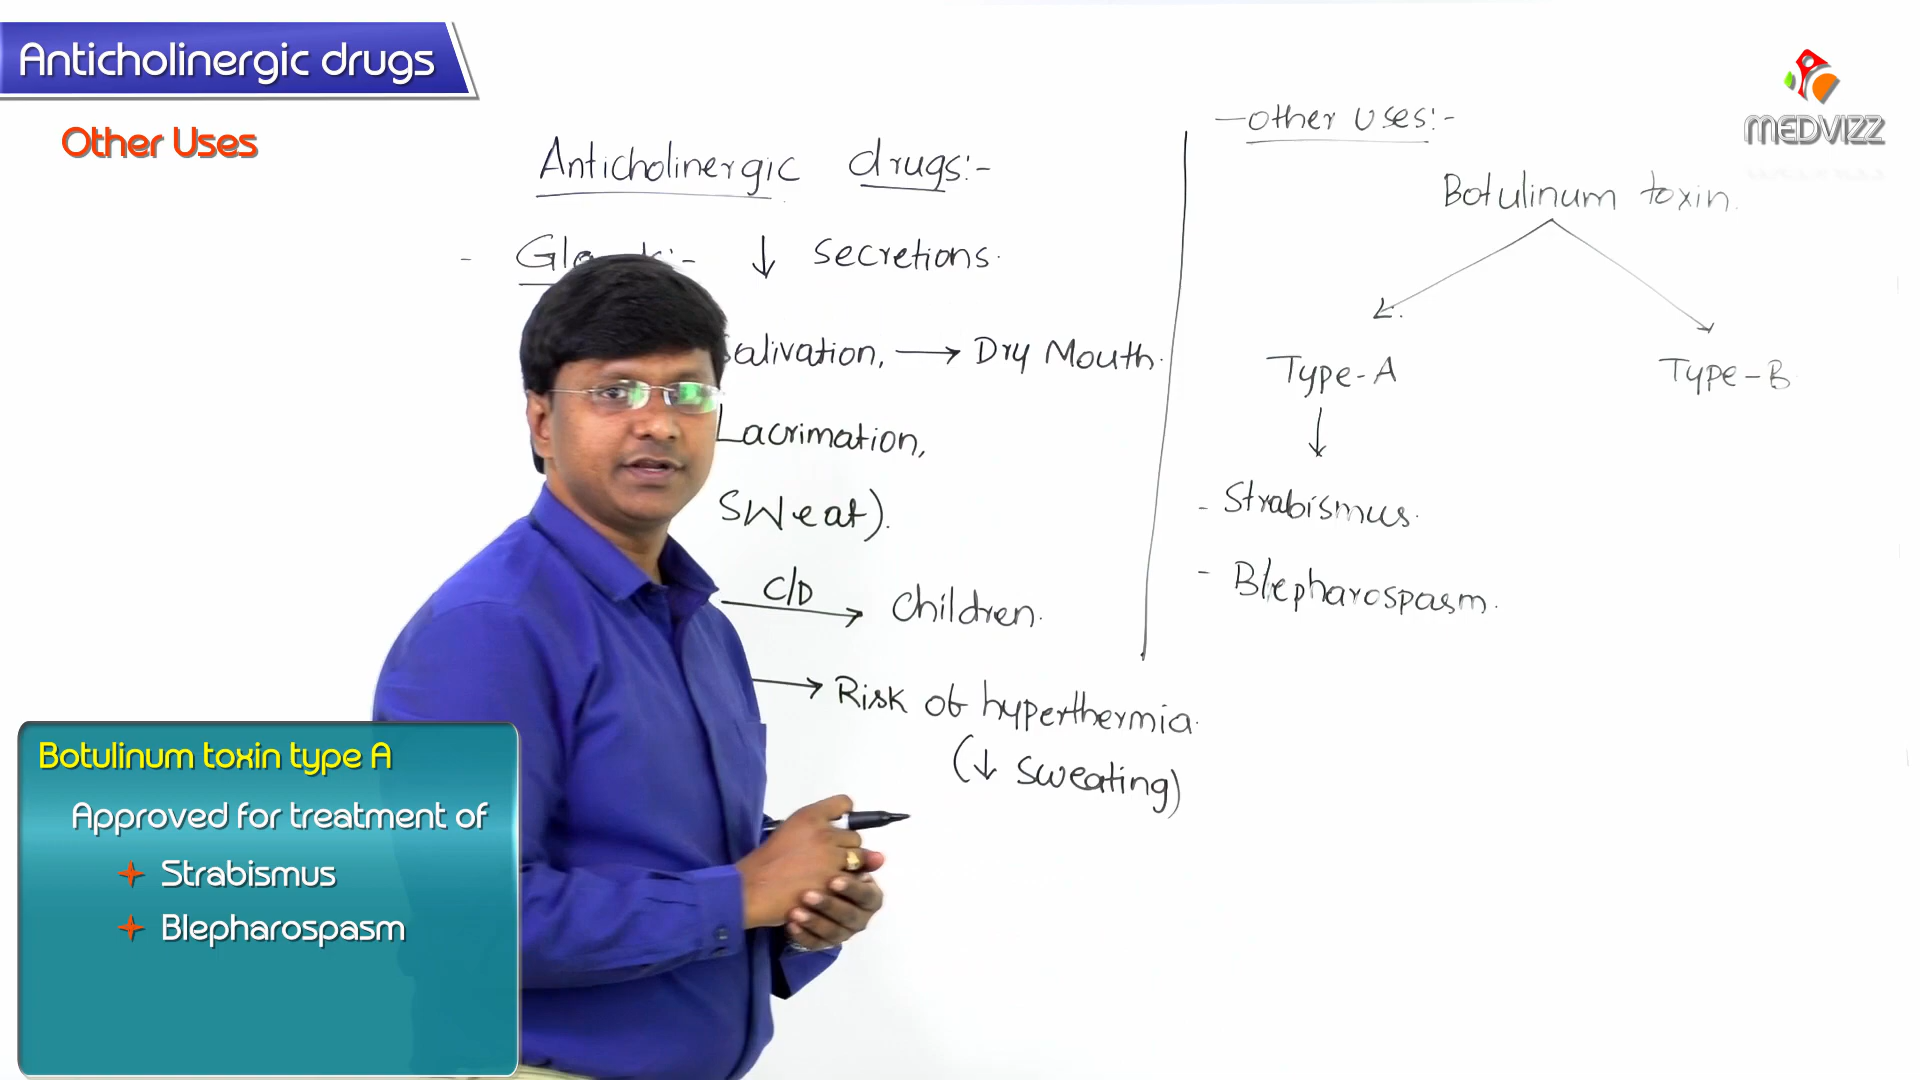 Anticholinergic drugs
Other Uses
MEDVIZZ
Anticholinergic drugs:-
- :- ↓ secretions.
Salivation, → Dry Mouth.
Lacrimation,
Sweat).
C/D → Children.
→ Risk of hyperthermia.
(↓ sweating)
- other uses:-
Botulinum toxin.
Type-A
Type-B
↓
- Strabismus.
- Blepharospasm.
Botulinum toxin type A
Approved for treatment of
Strabismus
Blepharospasm